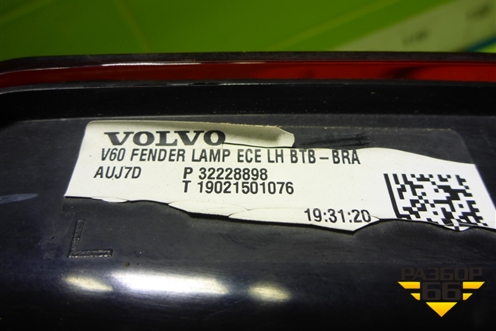 VOLVO
V60 FENDER LAMP ECE LH BTB-BRA
AUJ7D P 32228898
T 19021501076
19:31:20
L
РАЗБОР
66